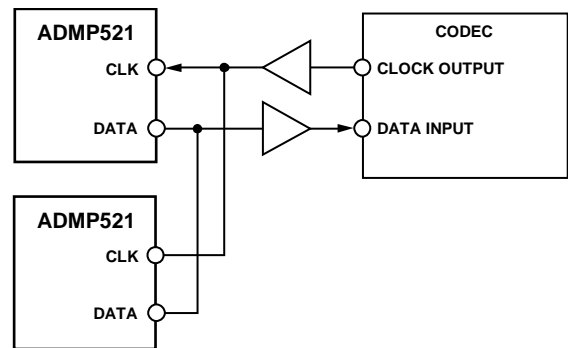 ADMP521
CLK
DATA
CODEC
CLOCK OUTPUT
DATA INPUT
ADMP521
CLK
DATA